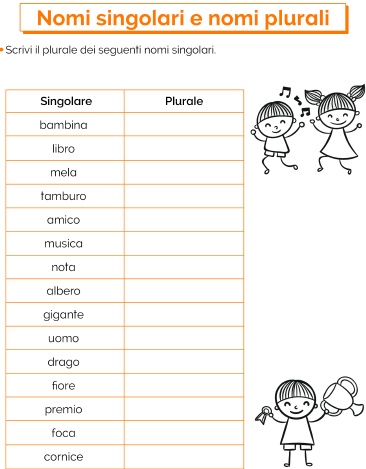 Nomi singolari e nomi plurali
Scrivi il plurale dei seguenti nomi singolari.
Singolare Plurale
bambina
libro
mela
tamburo
amico
musica
nota
albero
gigante
uomo
drago
fiore
premio
foca
cornice